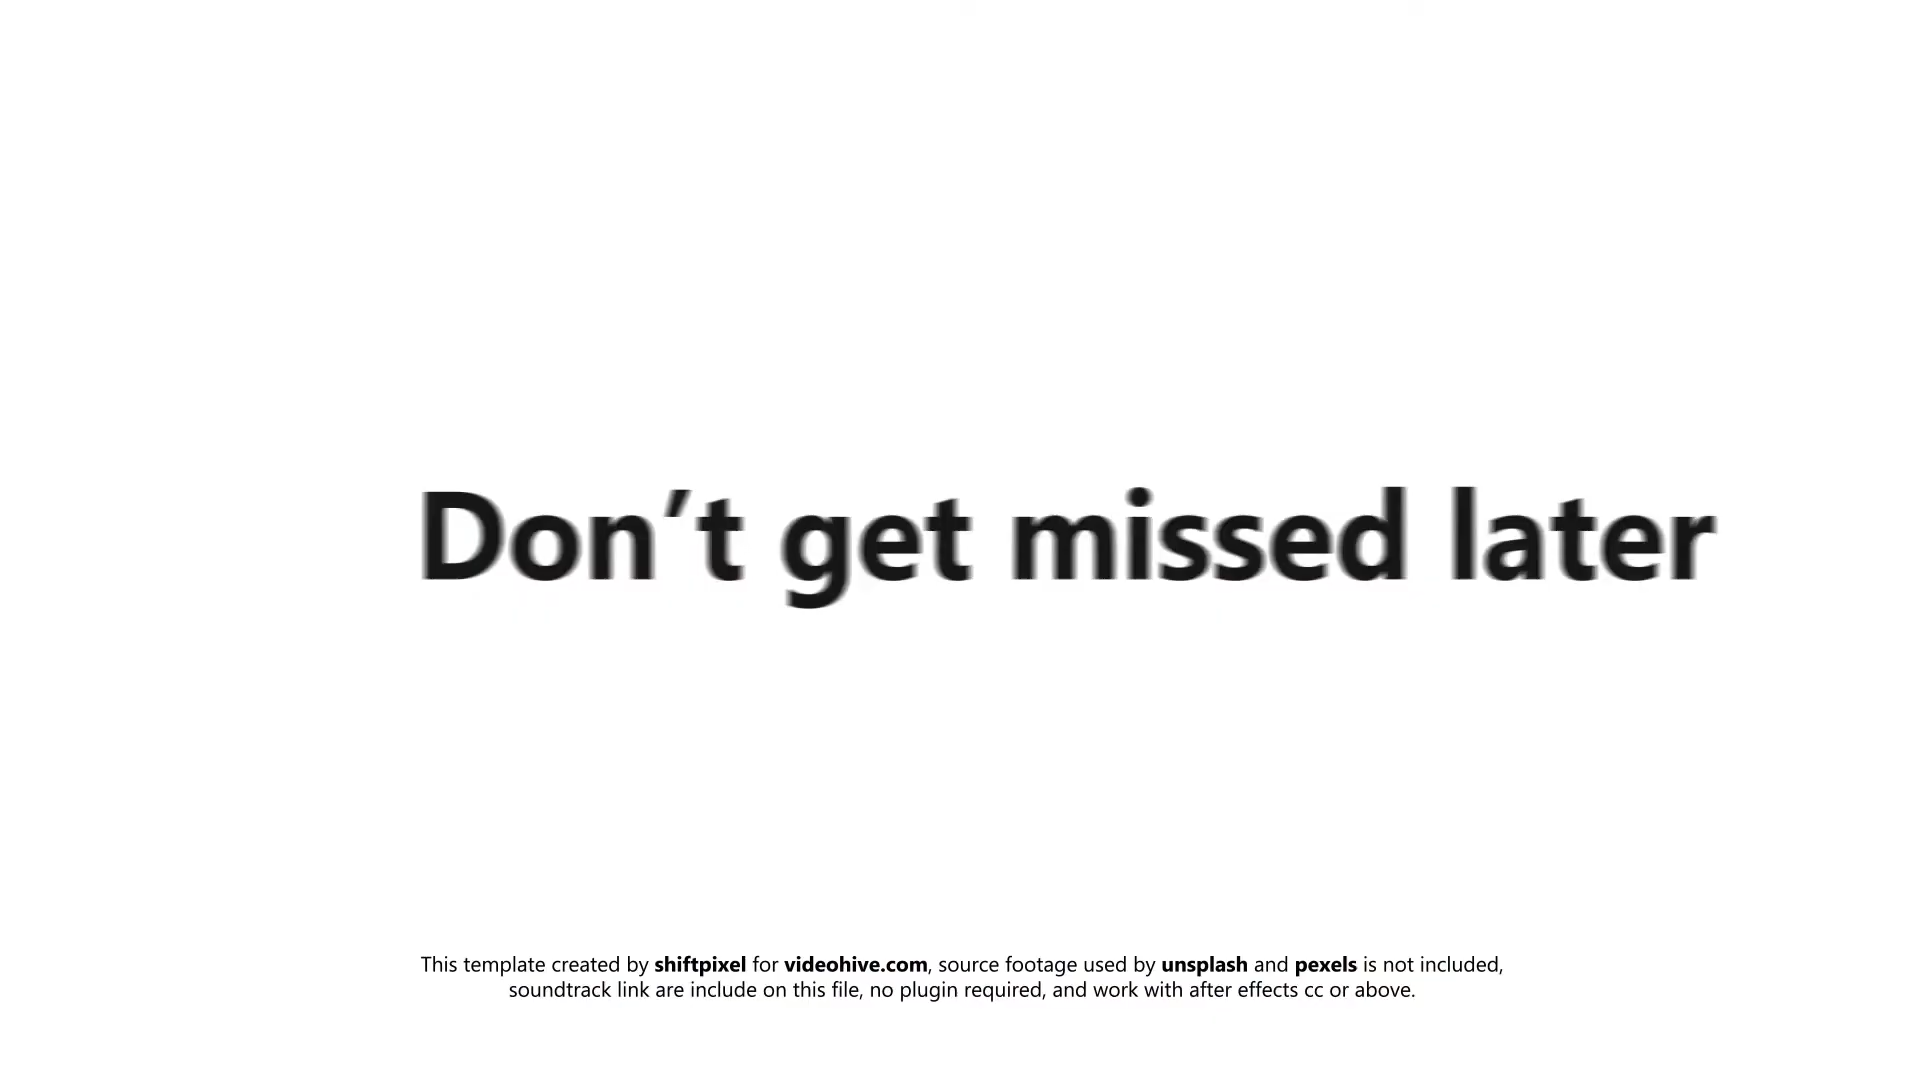 Don’t get missed later
This template created by shiftpixel for videohive.com, source footage used by unsplash and pexels is not included,
soundtrack link are include on this file, no plugin required, and work with after effects cc or above.